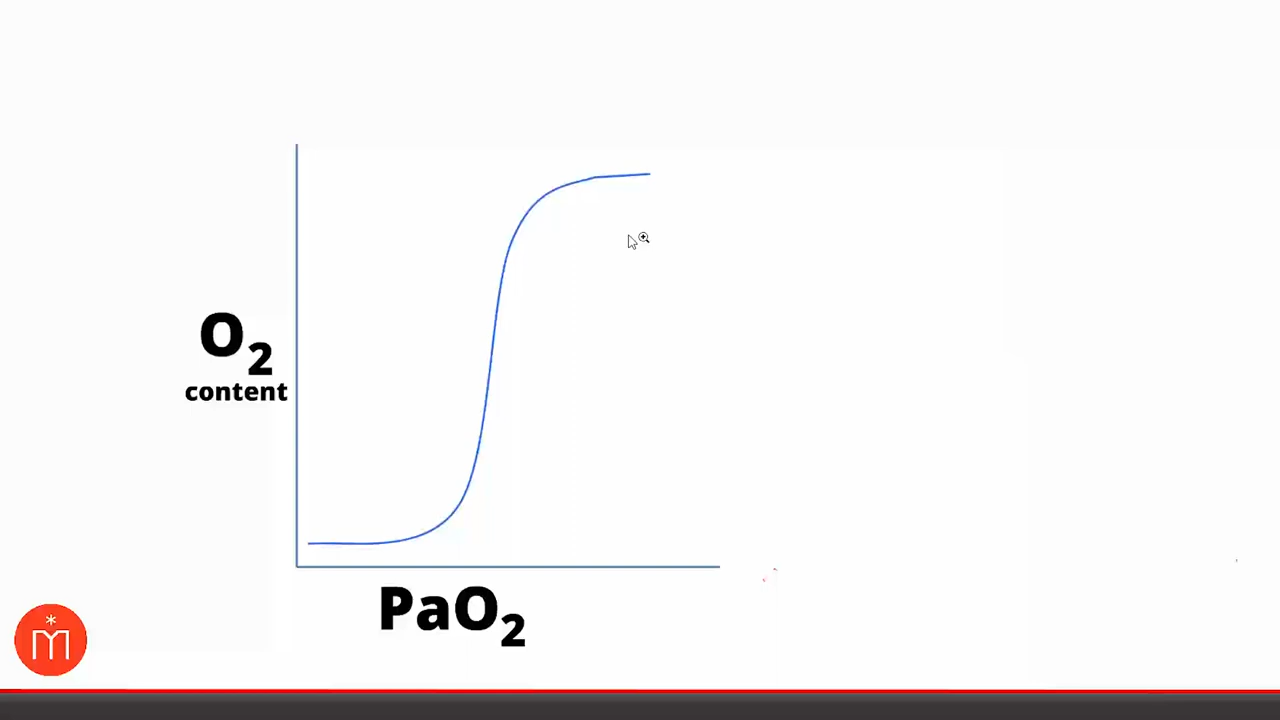 O₂
content
PaO₂